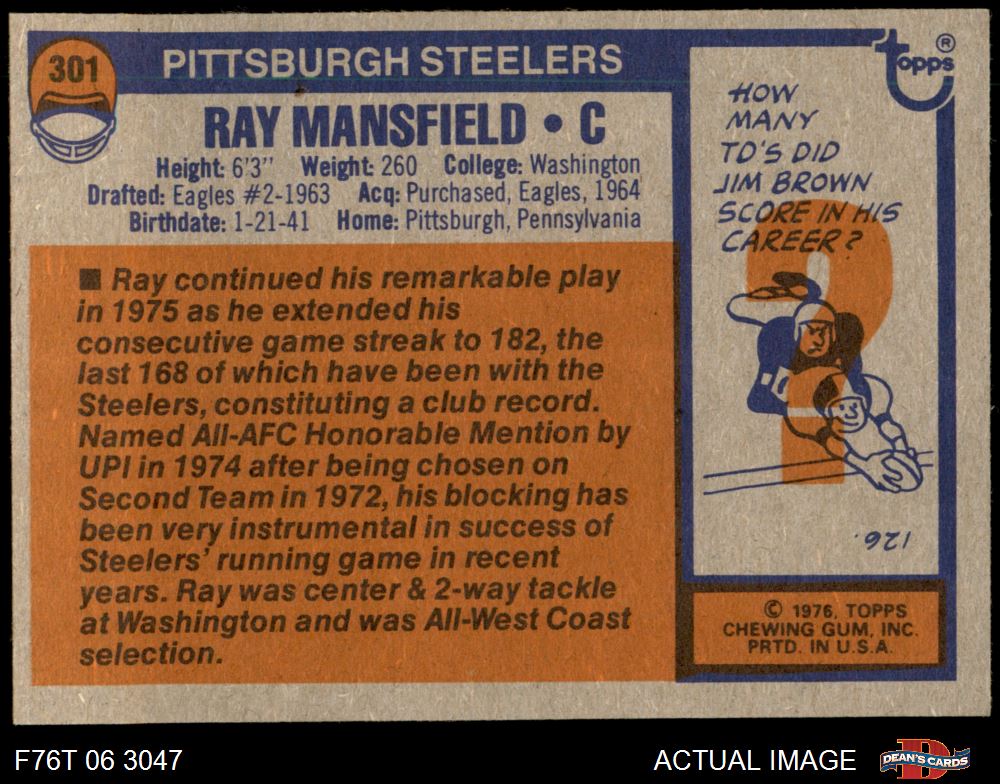 301
PITTSBURGH STEELERS
RAY MANSFIELD • C
Height: 6'3" Weight: 260 College: Washington
Drafted: Eagles #2-1963 Acq: Purchased, Eagles, 1964
Birthdate: 1-21-41 Home: Pittsburgh, Pennsylvania
■ Ray continued his remarkable play
in 1975 as he extended his
consecutive game streak to 182, the
last 168 of which have been with the
Steelers, constituting a club record.
Named All-AFC Honorable Mention by
UPI in 1974 after being chosen on
Second Team in 1972, his blocking has
been very instrumental in success of
Steelers' running game in recent
years. Ray was center & 2-way tackle
at Washington and was All-West Coast
selection.
topps ®
HOW
MANY
TD'S DID
JIM BROWN
SCORE IN HIS
CAREER?
?
126.
© 1976, TOPPS
CHEWING GUM, INC.
PRTD. IN U.S.A.
F76T 06 3047
ACTUAL IMAGE
D
DEAN'S CARDS